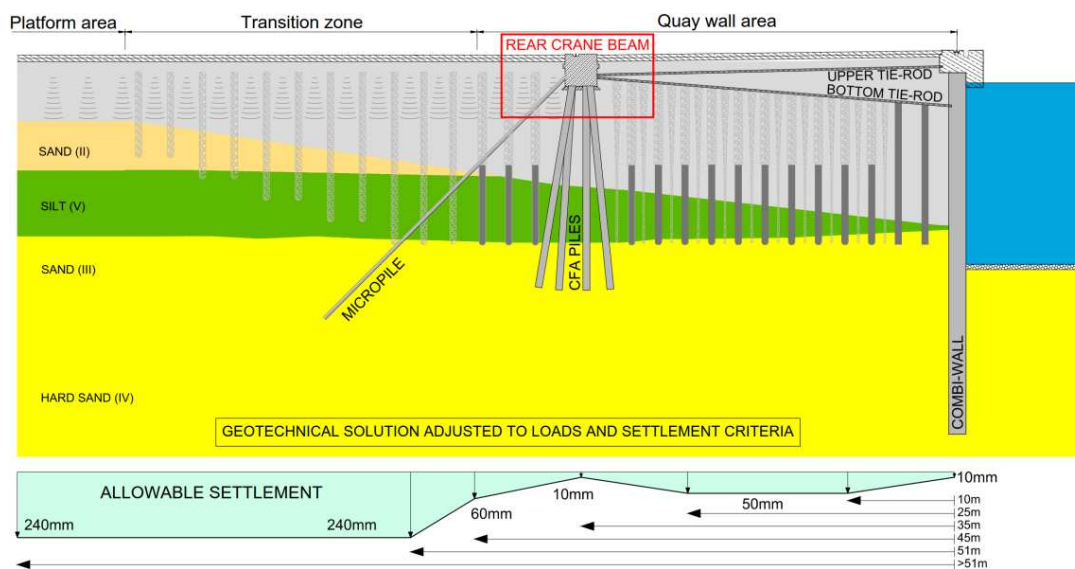 Platform area
Transition zone
Quay wall area
REAR CRANE BEAM
UPPER TIE-ROD
BOTTOM TIE-ROD
SAND (II)
SILT (V)
SAND (III)
MICROPILE
CFA PILES
COMBI-WALL
HARD SAND (IV)
GEOTECHNICAL SOLUTION ADJUSTED TO LOADS AND SETTLEMENT CRITERIA
ALLOWABLE SETTLEMENT
240mm
240mm
60mm
10mm
50mm
10mm
10m
25m
35m
45m
51m
>51m